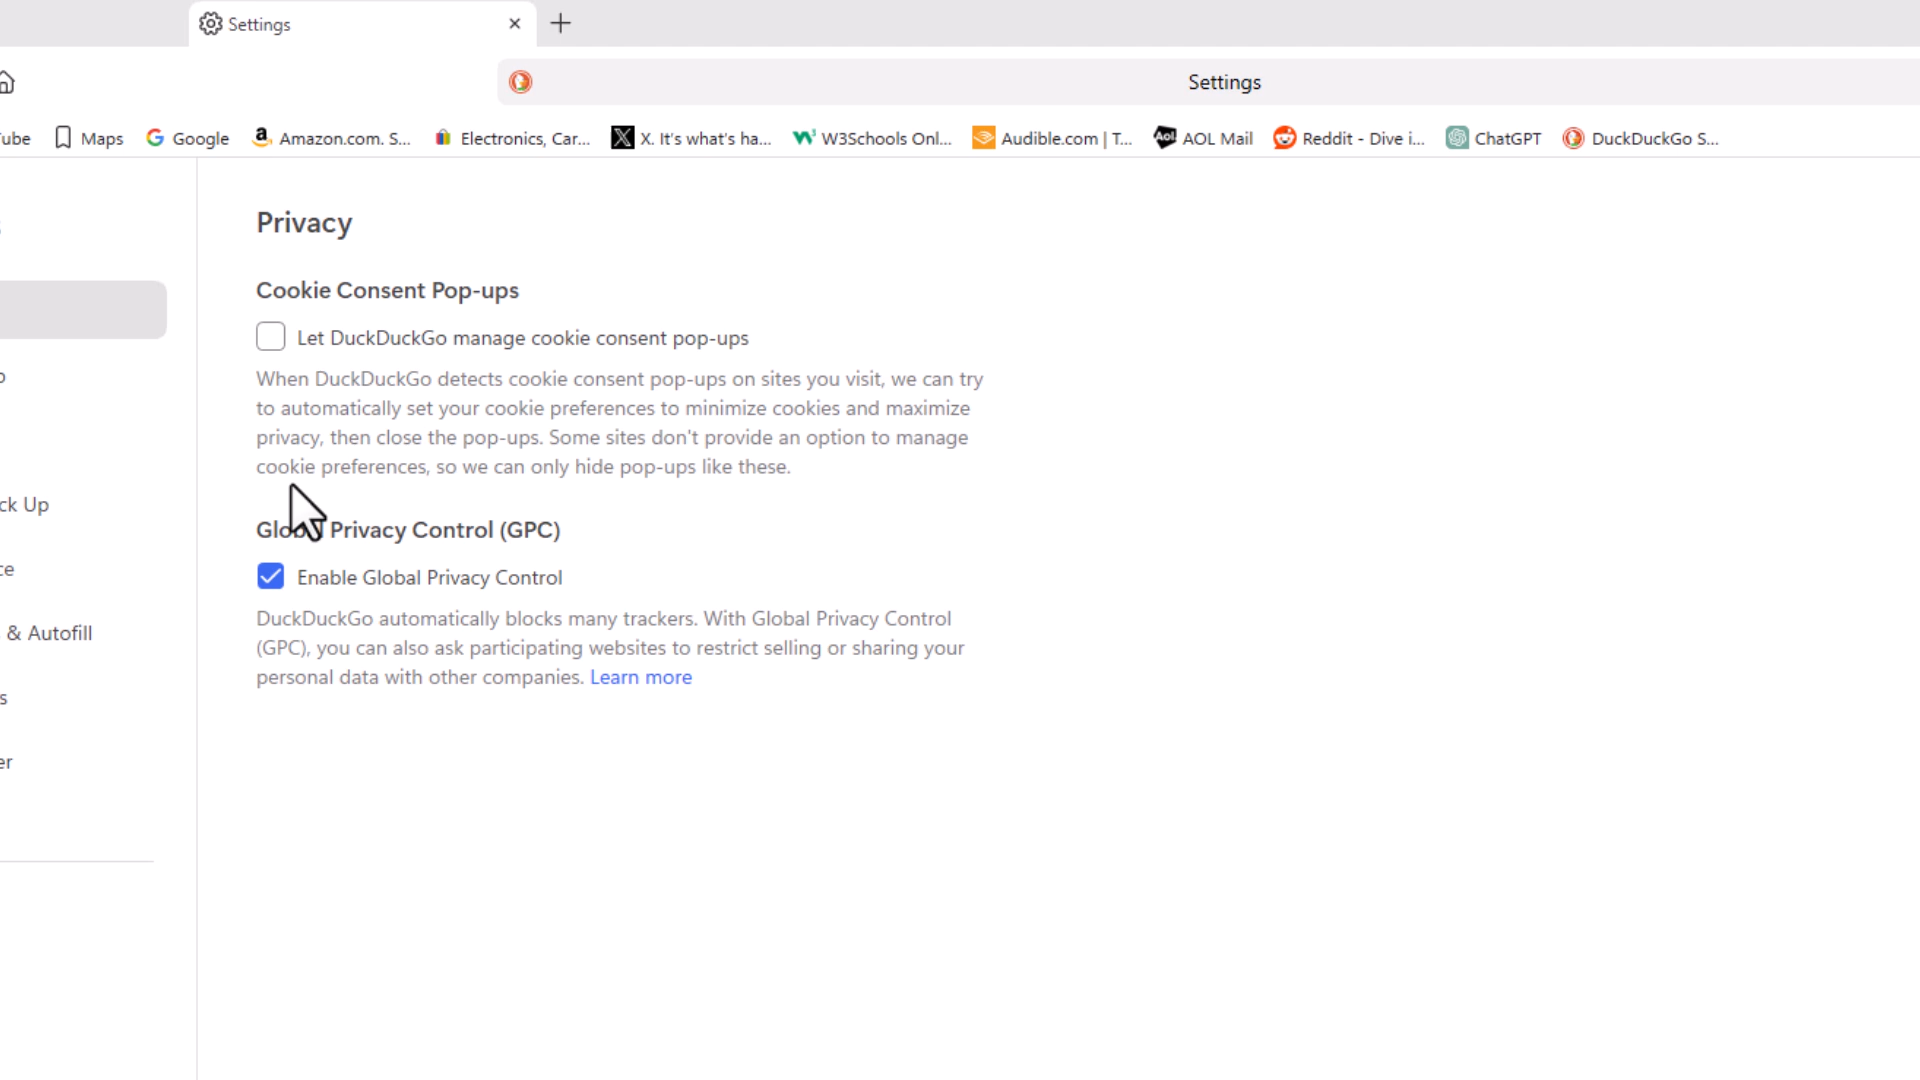 Settings
Settings
ube
Maps
Google
Amazon.com. S...
Electronics, Car...
X. It's what's ha...
W3Schools Onl...
Audible.com | T...
AOL Mail
Reddit - Dive i...
ChatGPT
DuckDuckGo S...
ck Up
ce
& Autofill
s
er
Privacy
Cookie Consent Pop-ups
Let DuckDuckGo manage cookie consent pop-ups
When DuckDuckGo detects cookie consent pop-ups on sites you visit, we can try
to automatically set your cookie preferences to minimize cookies and maximize
privacy, then close the pop-ups. Some sites don't provide an option to manage
cookie preferences, so we can only hide pop-ups like these.
Global Privacy Control (GPC)
Enable Global Privacy Control
DuckDuckGo automatically blocks many trackers. With Global Privacy Control
(GPC), you can also ask participating websites to restrict selling or sharing your
personal data with other companies. Learn more